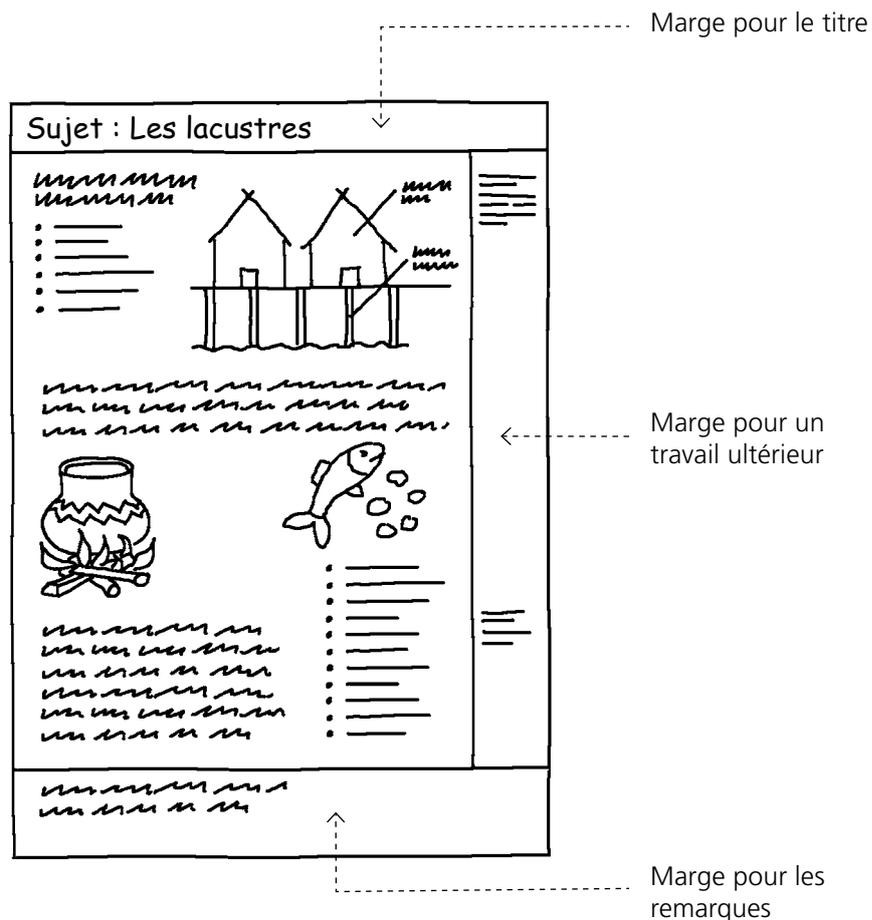 Marge pour le titre
Sujet : Les lacustres
Marge pour un
travail ultérieur
Marge pour les
remarques